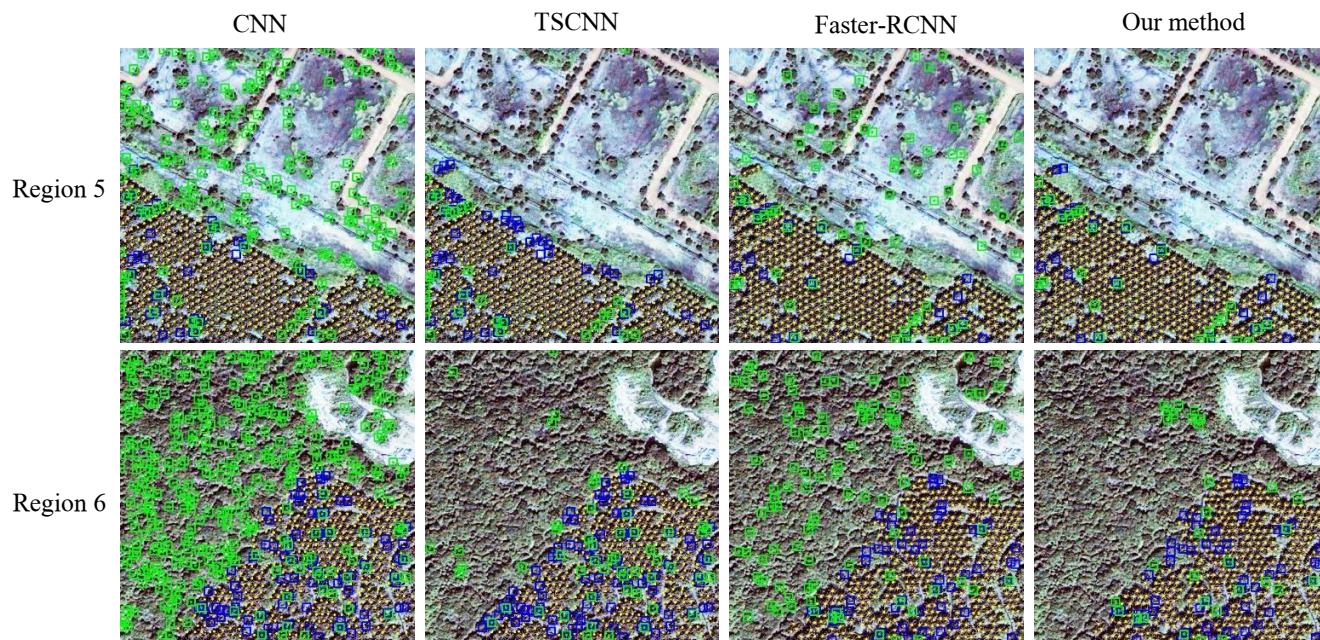 CNN
TSCNN
Faster-RCNN
Our method
Region 5
Region 6